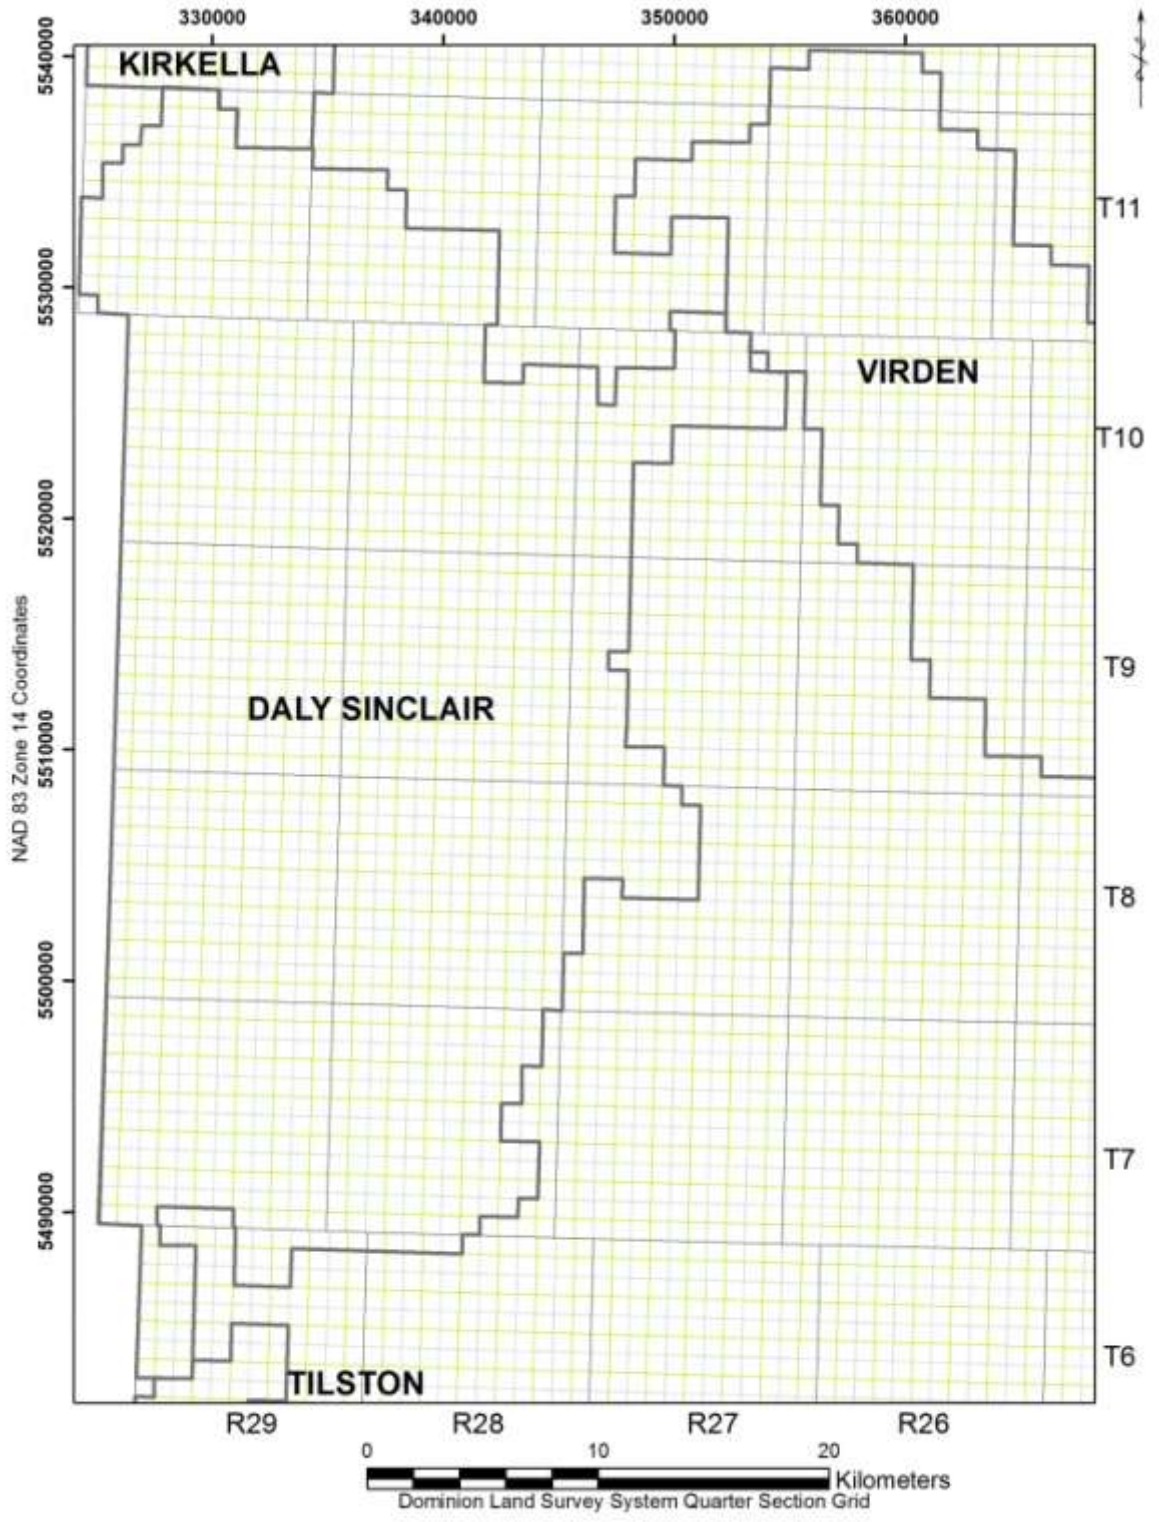 330000 340000 350000 360000
5540000
KIRKELLA
T11
5530000
VIRDEN
T10
5520000
NAD 83 Zone 14 Coordinates
T9
DALY SINCLAIR
5510000
T8
5500000
T7
5490000
T6
TILSTON
R29 R28 R27 R26
0 10 20
Kilometers
Dominion Land Survey System Quarter Section Grid